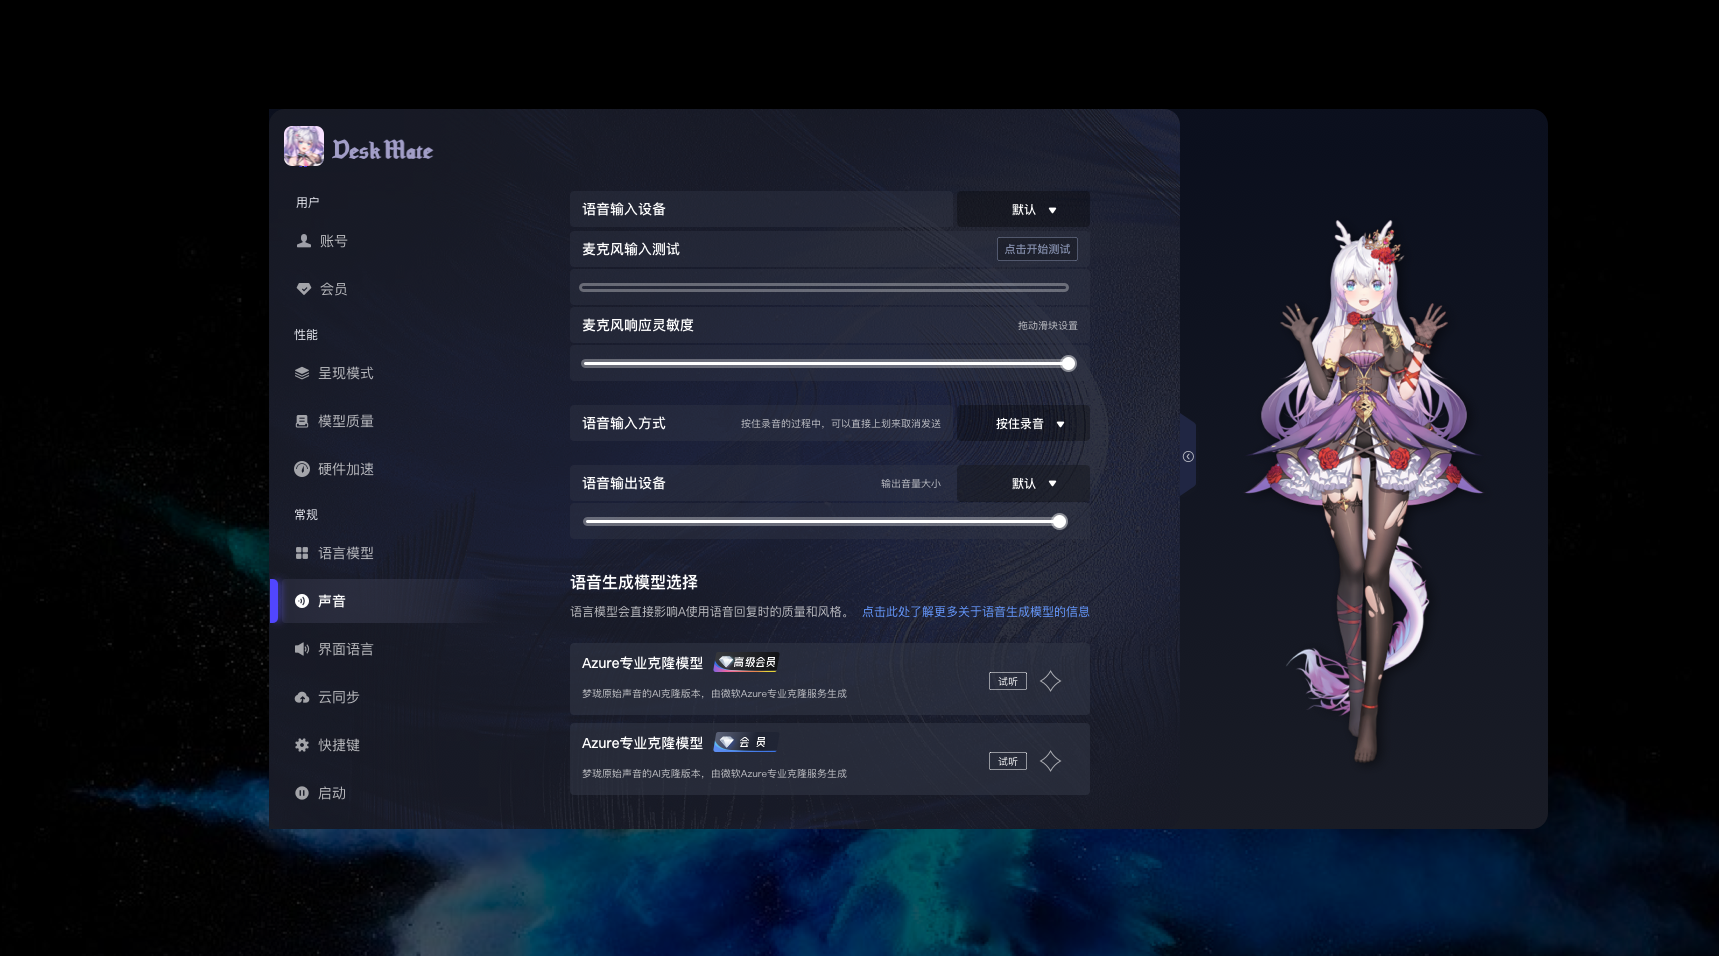 Desk Mate
用户
账号
会员
性能
呈现模式
模型质量
硬件加速
常规
语言模型
声音
界面语言
云同步
快捷键
启动
语音输入设备 默认
麦克风输入测试 点击开始测试
麦克风响应灵敏度 拖动滑块设置
语音输入方式 按住录音的过程中，可以直接上划来取消发送 按住录音
语音输出设备 输出音量大小 默认
语音生成模型选择
语言模型会直接影响A使用语音回复时的质量和风格。 点击此处了解更多关于语音生成模型的信息
Azure专业克隆模型 高级会员
梦珑原始声音的AI克隆版本，由微软Azure专业克隆服务生成
试听
Azure专业克隆模型 会 员
梦珑原始声音的AI克隆版本，由微软Azure专业克隆服务生成
试听